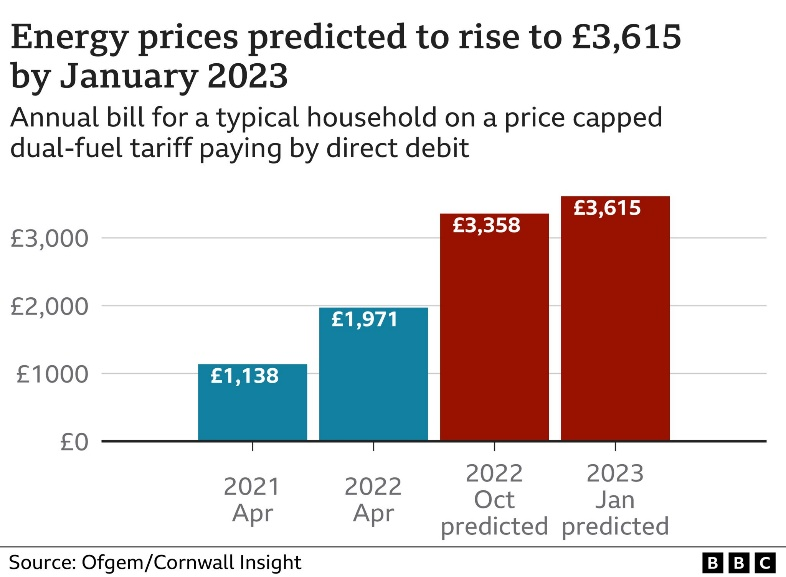 Energy prices predicted to rise to £3,615
by January 2023
Annual bill for a typical household on a price capped
dual-fuel tariff paying by direct debit
£3,000
£2,000
£1000
£0
£1,138
£1,971
£3,358
£3,615
2021
Apr
2022
Apr
2022
Oct
predicted
2023
Jan
predicted
Source: Ofgem/Cornwall Insight
BBC